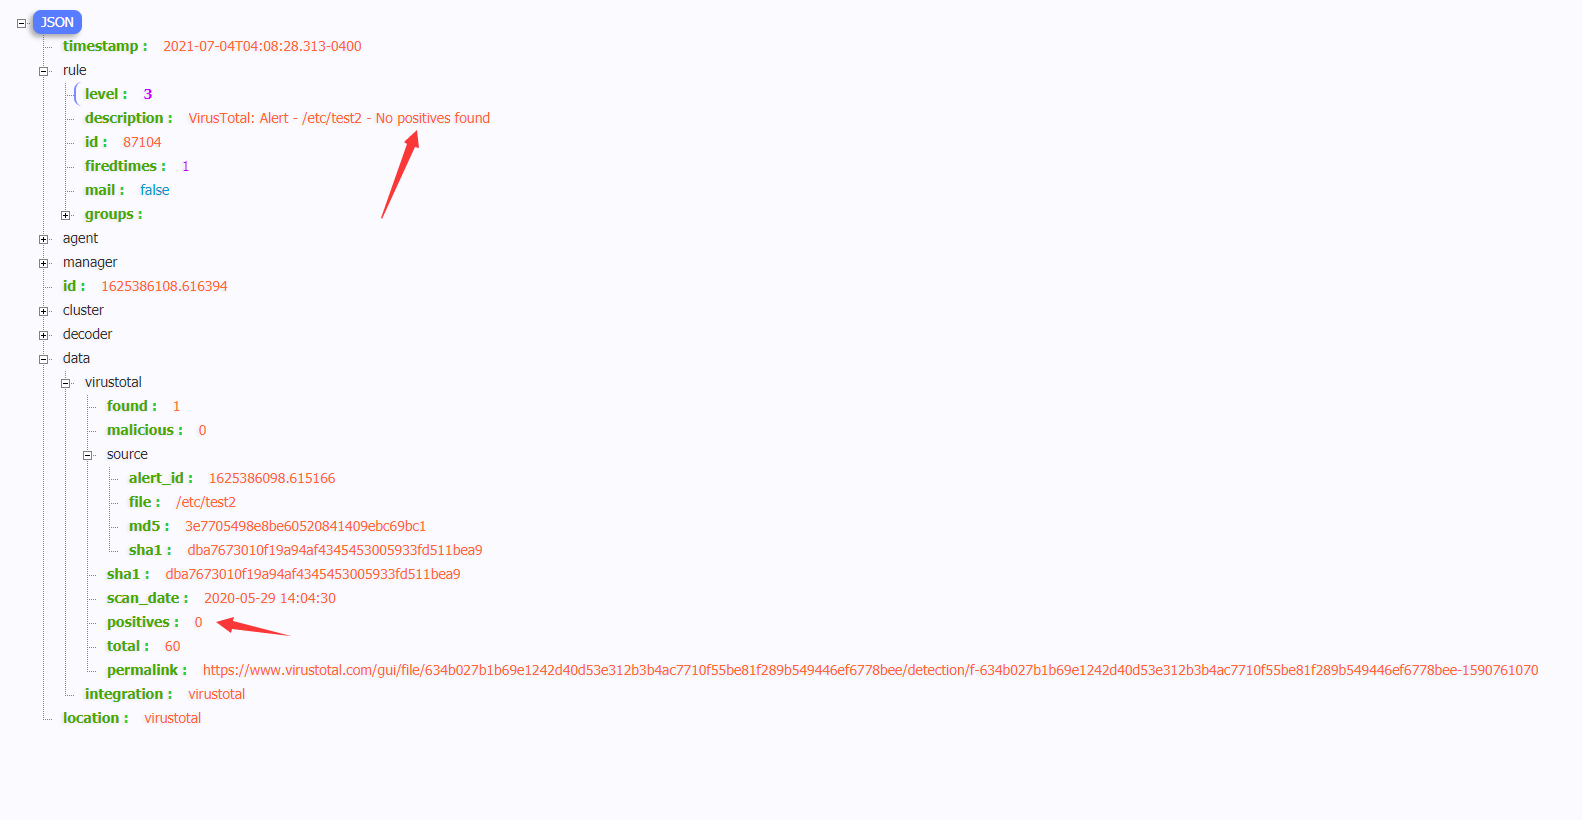 JSON
timestamp : 2021-07-04T04:08:28.313-0400
rule
level : 3
description : VirusTotal: Alert - /etc/test2 - No positives found
id : 87104
firedtimes : 1
mail : false
groups :
agent
manager
id : 1625386108.616394
cluster
decoder
data
virustotal
found : 1
malicious : 0
source
alert_id : 1625386098.615166
file : /etc/test2
md5 : 3e7705498e8be60520841409ebc69bc1
sha1 : dba7673010f19a94af4345453005933fd511bea9
sha1 : dba7673010f19a94af4345453005933fd511bea9
scan_date : 2020-05-29 14:04:30
positives : 0
total : 60
permalink : https://www.virustotal.com/gui/file/634b027b1b69e1242d40d53e312b3b4ac7710f55be81f289b549446ef6778bee/detection/f-634b027b1b69e1242d40d53e312b3b4ac7710f55be81f289b549446ef6778bee-1590761070
integration : virustotal
location : virustotal